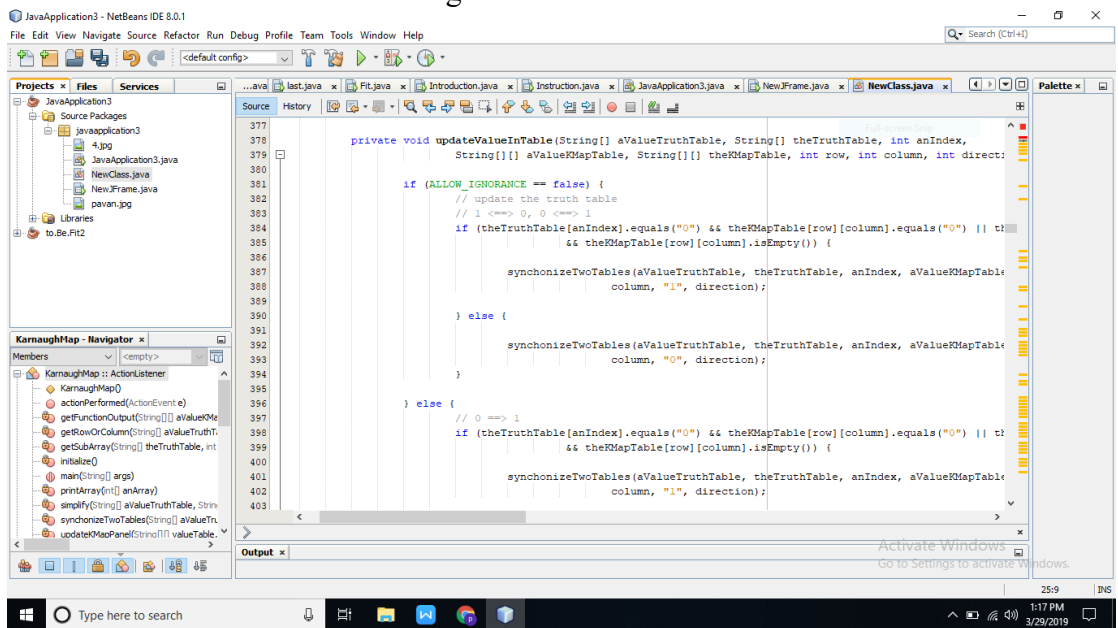 JavaApplication3 - NetBeans IDE 8.0.1
File Edit View Navigate Source Refactor Run Debug Profile Team Tools Window Help
Search (Ctrl+I)
<default config>
Projects Files Services
...ava last.java Fit.java Introduction.java Instruction.java JavaApplication3.java NewJFrame.java NewClass.java
Palette
JavaApplication3
Source Packages
javaapplication3
4.jpg
JavaApplication3.java
NewClass.java
NewJFrame.java
pavan.jpg
Libraries
to.Be.Fit2
Source History
377
378 private void updateValueInTable(String[] aValueTruthTable, String[] theTruthTable, int anIndex,
379 String[][] aValueKMapTable, String[][] theKMapTable, int row, int column, int directi
380
381 if (ALLOW_IGNORANCE == false) {
382 // update the truth table
383 // 1 <==> 0, 0 <==> 1
384 if (theTruthTable[anIndex].equals("0") && theKMapTable[row][column].equals("0") || th
385 && theKMapTable[row][column].isEmpty()) {
386
387 synchonizeTwoTables(aValueTruthTable, theTruthTable, anIndex, aValueKMapTable
388 column, "1", direction);
389
390 } else {
391
392 synchonizeTwoTables(aValueTruthTable, theTruthTable, anIndex, aValueKMapTable
393 column, "0", direction);
394 }
395
396 } else {
397 // 0 ==> 1
398 if (theTruthTable[anIndex].equals("0") && theKMapTable[row][column].equals("0") || th
399 && theKMapTable[row][column].isEmpty()) {
400
401 synchonizeTwoTables(aValueTruthTable, theTruthTable, anIndex, aValueKMapTable
402 column, "1", direction);
403
KarnaughMap - Navigator
Members <empty>
KarnaughMap :: ActionListener
KarnaughMap()
actionPerformed(ActionEvent e)
getFunctionOutput(String[][] aValueKMa
getRowOrColumn(String[] aValueTruthT
getSubArray(String[] theTruthTable, int
initialize()
main(String[] args)
printArray(int[] anArray)
simplify(String[] aValueTruthTable, Strin
synchonizeTwoTables(String[] aValueTru
updateKMapPanel(String[][] valueTable,
Output
Activate Windows
Go to Settings to activate Windows.
25:9 INS
Type here to search
1:17 PM
3/29/2019